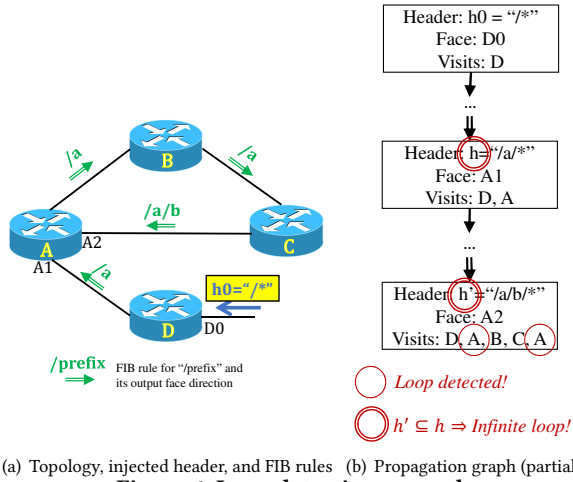 Header: h0 = “/*”
Face: D0
Visits: D
...
Header: h=“/a/*”
Face: A1
Visits: D, A
...
Header: h’=“/a/b/*”
Face: A2
Visits: D, A, B, C, A
Loop detected!
h′ ⊆ h ⇒ Infinite loop!
/a
B
/a
/a/b
A
A2
A1
C
/a
h0=“/*”
D
D0
/prefix
FIB rule for “/prefix” and
its output face direction
(a) Topology, injected header, and FIB rules
(b) Propagation graph (partial